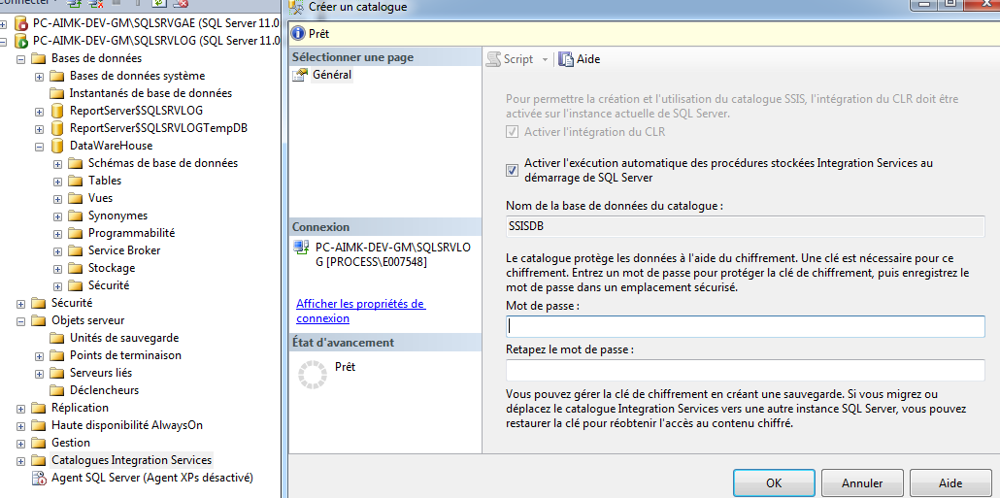 PC-AIMK-DEV-GM\SQLSRVGAE (SQL Server 11.0
PC-AIMK-DEV-GM\SQLSRVLOG (SQL Server 11.0
Bases de données
Bases de données système
Instantanés de base de données
ReportServer$SQLSRVLOG
ReportServer$SQLSRVLOGTempDB
DataWareHouse
Schémas de base de données
Tables
Vues
Synonymes
Programmabilité
Service Broker
Stockage
Sécurité
Sécurité
Objets serveur
Unités de sauvegarde
Points de terminaison
Serveurs liés
Déclencheurs
Réplication
Haute disponibilité AlwaysOn
Gestion
Catalogues Integration Services
Agent SQL Server (Agent XPs désactivé)
Créer un catalogue
Prêt
Sélectionner une page
Général
Connexion
PC-AIMK-DEV-GM\SQLSRVLO
G [PROCESS\E007548]
Afficher les propriétés de
connexion
État d'avancement
Prêt
Script
Aide
Pour permettre la création et l'utilisation du catalogue SSIS, l'intégration du CLR doit être
activée sur l'instance actuelle de SQL Server.
Activer l'intégration du CLR
Activer l'exécution automatique des procédures stockées Integration Services au
démarrage de SQL Server
Nom de la base de données du catalogue :
SSISDB
Le catalogue protège les données à l'aide du chiffrement. Une clé est nécessaire pour ce
chiffrement. Entrez un mot de passe pour protéger la clé de chiffrement, puis enregistrez le
mot de passe dans un emplacement sécurisé.
Mot de passe :
Retapez le mot de passe :
Vous pouvez gérer la clé de chiffrement en créant une sauvegarde. Si vous migrez ou
déplacez le catalogue Integration Services vers une autre instance SQL Server, vous pouvez
restaurer la clé pour réobtenir l'accès au contenu chiffré.
OK
Annuler
Aide